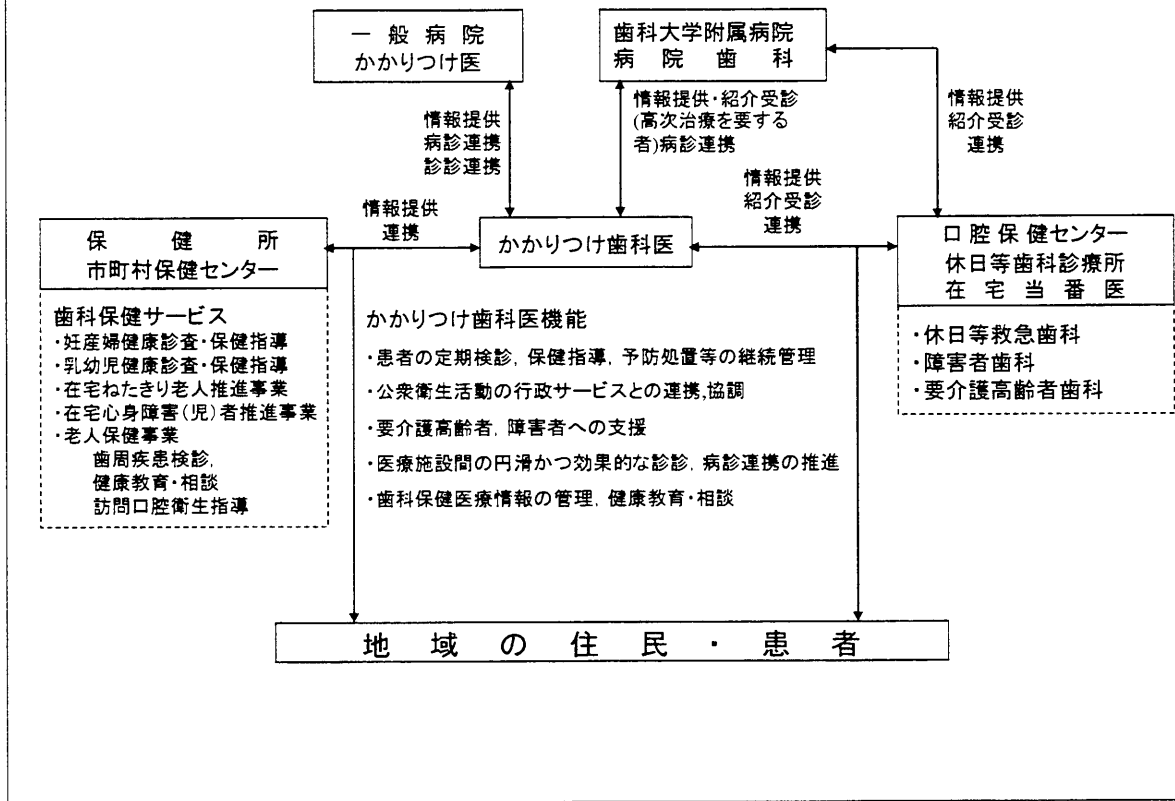 一般病院
かかりつけ医
歯科大学附属病院
病院歯科
情報提供
病診連携
診診連携
情報提供・紹介受診
(高次治療を要する
者)病診連携
情報提供
紹介受診
連携
情報提供
連携
情報提供
紹介受診
連携
保健所
市町村保健センター
かかりつけ歯科医
口腔保健センター
休日等歯科診療所
在宅当番医
歯科保健サービス
・妊産婦健康診査・保健指導
・乳幼児健康診査・保健指導
・在宅ねたきり老人推進事業
・在宅心身障害(児)者推進事業
・老人保健事業
歯周疾患検診,
健康教育・相談
訪問口腔衛生指導
かかりつけ歯科医機能
・患者の定期検診, 保健指導, 予防処置等の継続管理
・公衆衛生活動の行政サービスとの連携,協調
・要介護高齢者, 障害者への支援
・医療施設間の円滑かつ効果的な診診, 病診連携の推進
・歯科保健医療情報の管理, 健康教育・相談
・休日等救急歯科
・障害者歯科
・要介護高齢者歯科
地域の住民・患者